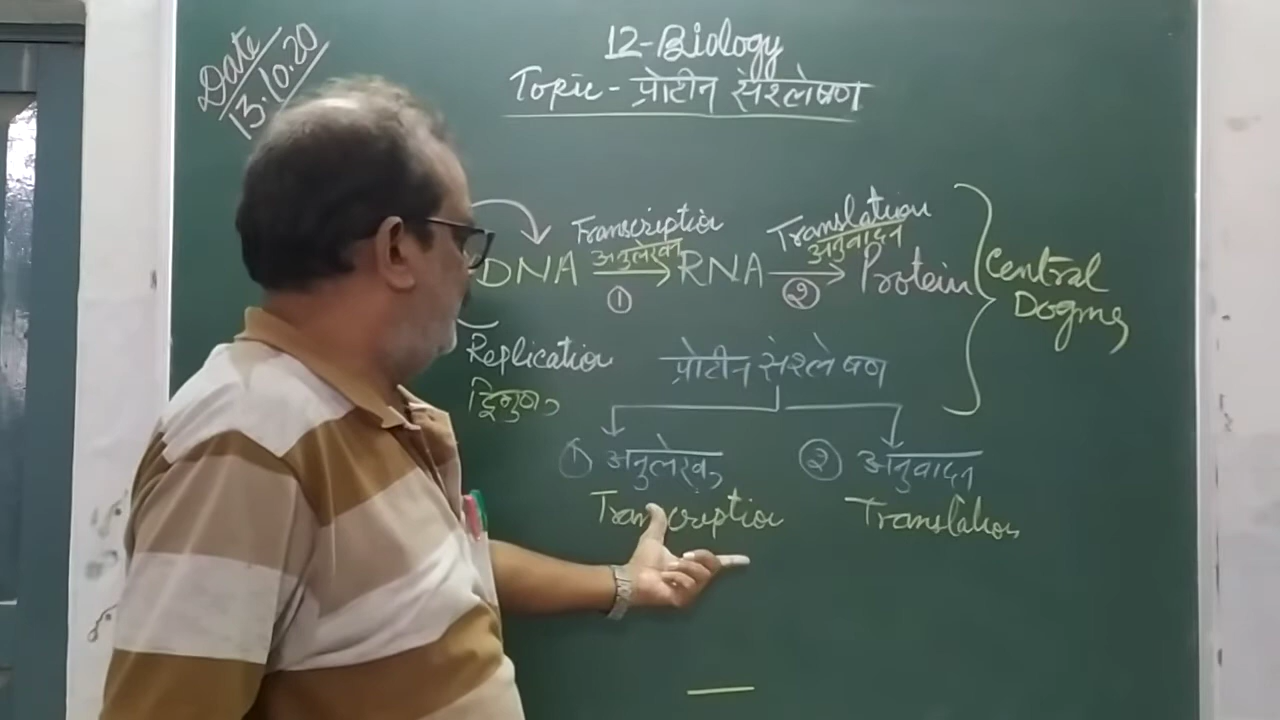 Date
13.10.20
12-Biology
Topic - प्रोटीन संश्लेषण
Transcription Translation
अनुलेखन अनुवादन
DNA RNA Protein
① ②
Central
Dogma
Replication
प्रोटीन संश्लेषण
द्विगुणन
① अनुलेखन ② अनुवादन
Transcription Translation